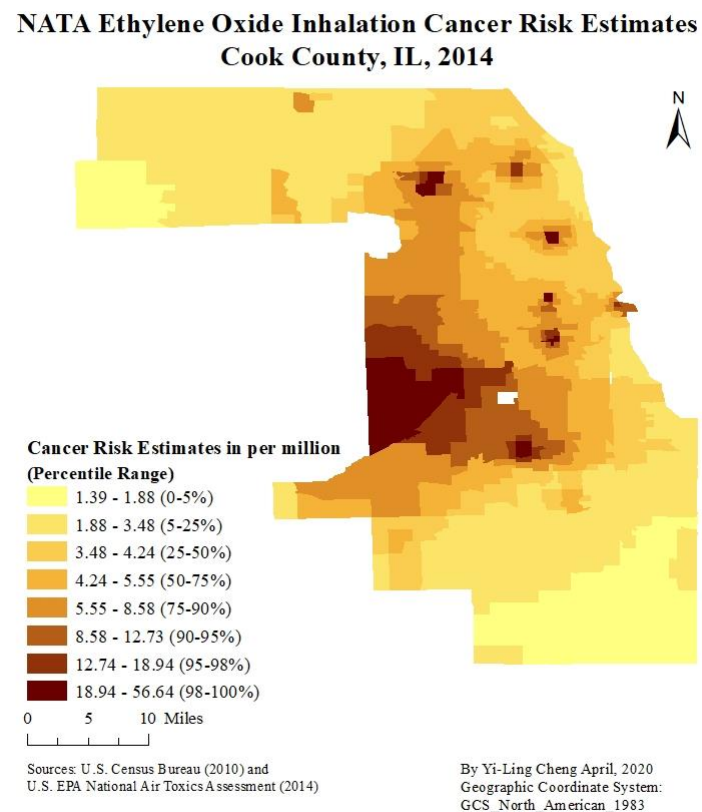 NATA Ethylene Oxide Inhalation Cancer Risk Estimates
Cook County, IL, 2014
N
Cancer Risk Estimates in per million
(Percentile Range)
1.39 - 1.88 (0-5%)
1.88 - 3.48 (5-25%)
3.48 - 4.24 (25-50%)
4.24 - 5.55 (50-75%)
5.55 - 8.58 (75-90%)
8.58 - 12.73 (90-95%)
12.74 - 18.94 (95-98%)
18.94 - 56.64 (98-100%)
0 5 10 Miles
Sources: U.S. Census Bureau (2010) and
U.S. EPA National Air Toxics Assessment (2014)
By Yi-Ling Cheng April, 2020
Geographic Coordinate System:
GCS North American 1983